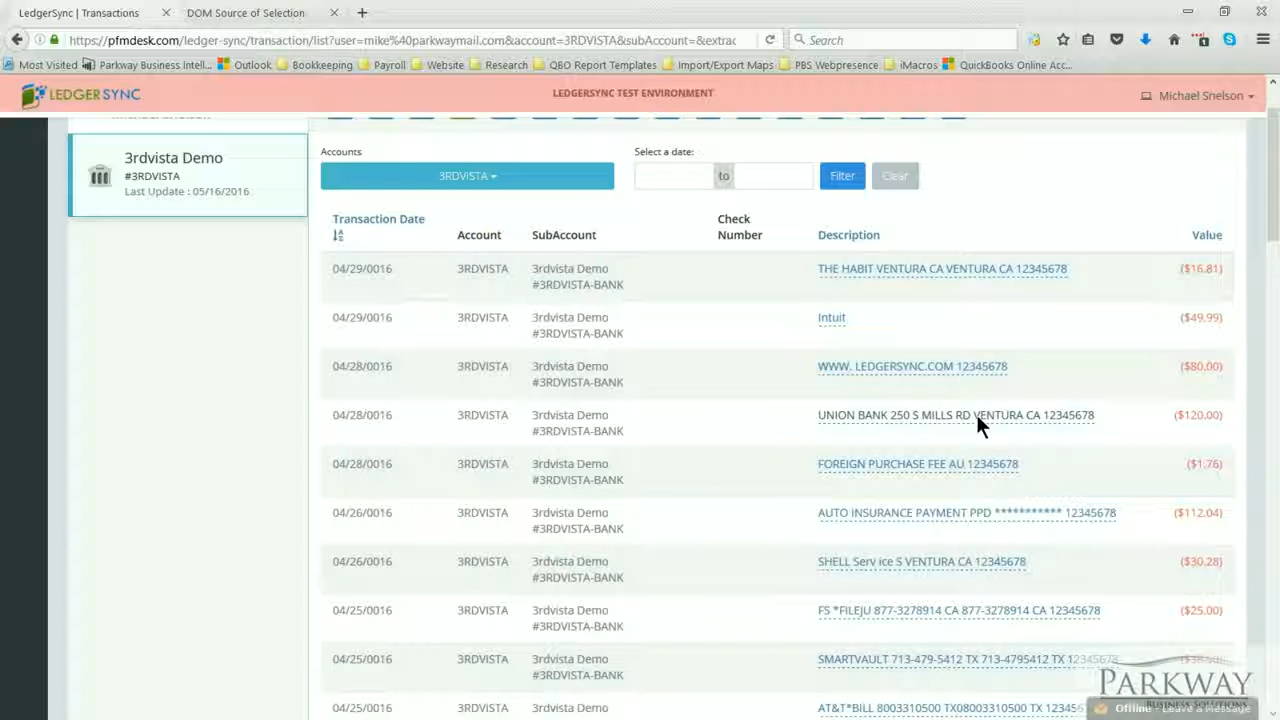 LedgerSync | Transactions
DOM Source of Selection
https://pfmdesk.com/ledger-sync/transaction/list?user=mike%40parkwaymail.com&account=3RDVISTA&subAccount=&extrac
Search
Most Visited
Parkway Business Intell...
Outlook
Bookkeeping
Payroll
Website
Research
QBO Report Templates
Import/Export Maps
PBS Webpresence
iMacros
QuickBooks Online Acc...
LEDGERSYNC
LEDGERSYNC TEST ENVIRONMENT
Michael Snelson
3rdvista Demo
#3RDVISTA
Last Update : 05/16/2016
Accounts
Select a date:
3RDVISTA
to
Filter
Clear
Transaction Date Account SubAccount Check Number Description Value
04/29/0016 3RDVISTA 3rdvista Demo THE HABIT VENTURA CA VENTURA CA 12345678 ($16.81)
#3RDVISTA-BANK
04/29/0016 3RDVISTA 3rdvista Demo Intuit ($49.99)
#3RDVISTA-BANK
04/28/0016 3RDVISTA 3rdvista Demo WWW. LEDGERSYNC.COM 12345678 ($80.00)
#3RDVISTA-BANK
04/28/0016 3RDVISTA 3rdvista Demo UNION BANK 250 S MILLS RD VENTURA CA 12345678 ($120.00)
#3RDVISTA-BANK
04/28/0016 3RDVISTA 3rdvista Demo FOREIGN PURCHASE FEE AU 12345678 ($1.76)
#3RDVISTA-BANK
04/26/0016 3RDVISTA 3rdvista Demo AUTO INSURANCE PAYMENT PPD *********** 12345678 ($112.04)
#3RDVISTA-BANK
04/26/0016 3RDVISTA 3rdvista Demo SHELL Serv ice S VENTURA CA 12345678 ($30.28)
#3RDVISTA-BANK
04/25/0016 3RDVISTA 3rdvista Demo FS *FILEJU 877-3278914 CA 877-3278914 CA 12345678 ($25.00)
#3RDVISTA-BANK
04/25/0016 3RDVISTA 3rdvista Demo SMARTVAULT 713-479-5412 TX 713-4795412 TX 12345678
#3RDVISTA-BANK
04/25/0016 3RDVISTA 3rdvista Demo AT&T*BILL 8003310500 TX08003310500 TX 123456
PARKWAY
BUSINESS SOLUTIONS
Offline - Leave a Message